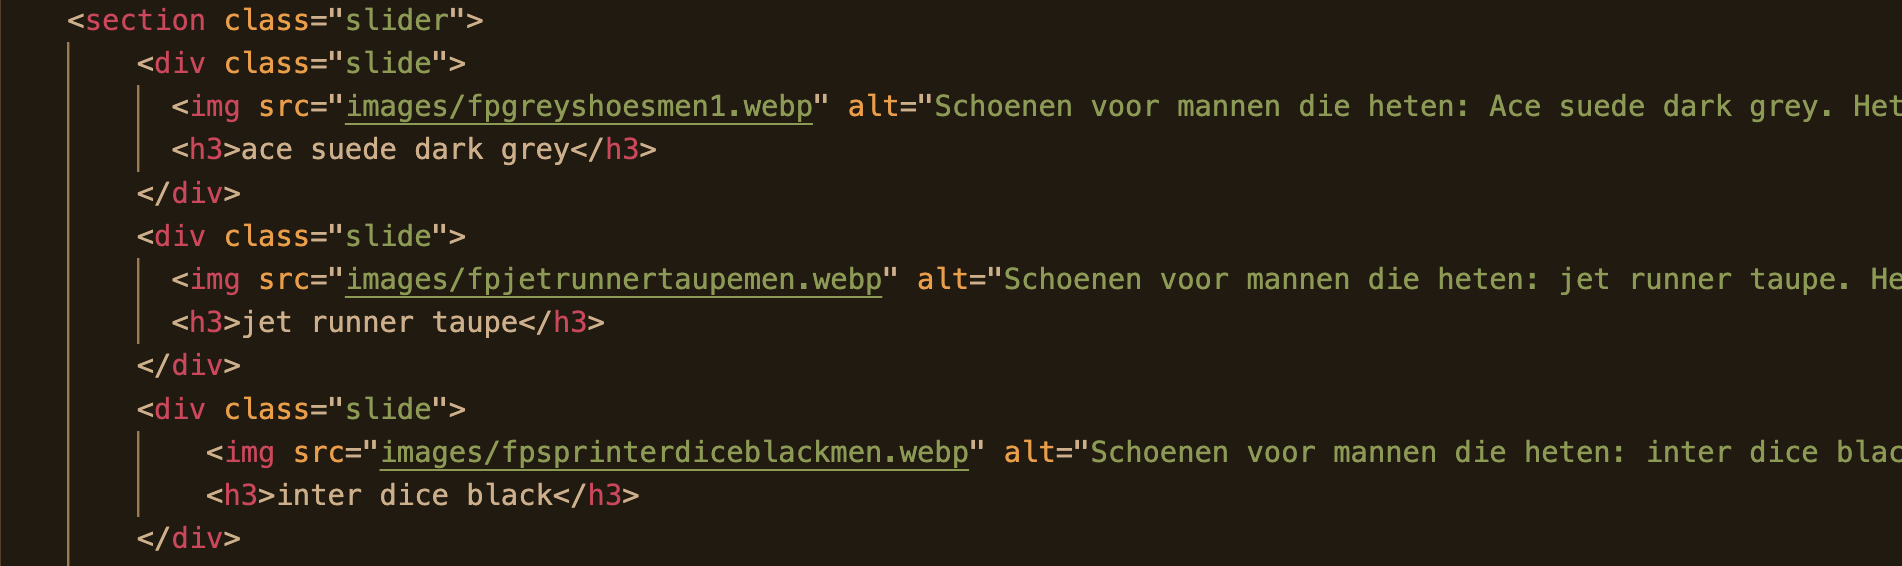 <section class="slider">
<div class="slide">
<img src="images/fpgreyshoesmen1.webp" alt="Schoenen voor mannen die heten: Ace suede dark grey. Het
<h3>ace suede dark grey</h3>
</div>
<div class="slide">
<img src="images/fpjetrunnertaupemen.webp" alt="Schoenen voor mannen die heten: jet runner taupe. He
<h3>jet runner taupe</h3>
</div>
<div class="slide">
<img src="images/fpsprinterdiceblackmen.webp" alt="Schoenen voor mannen die heten: inter dice blac
<h3>inter dice black</h3>
</div>